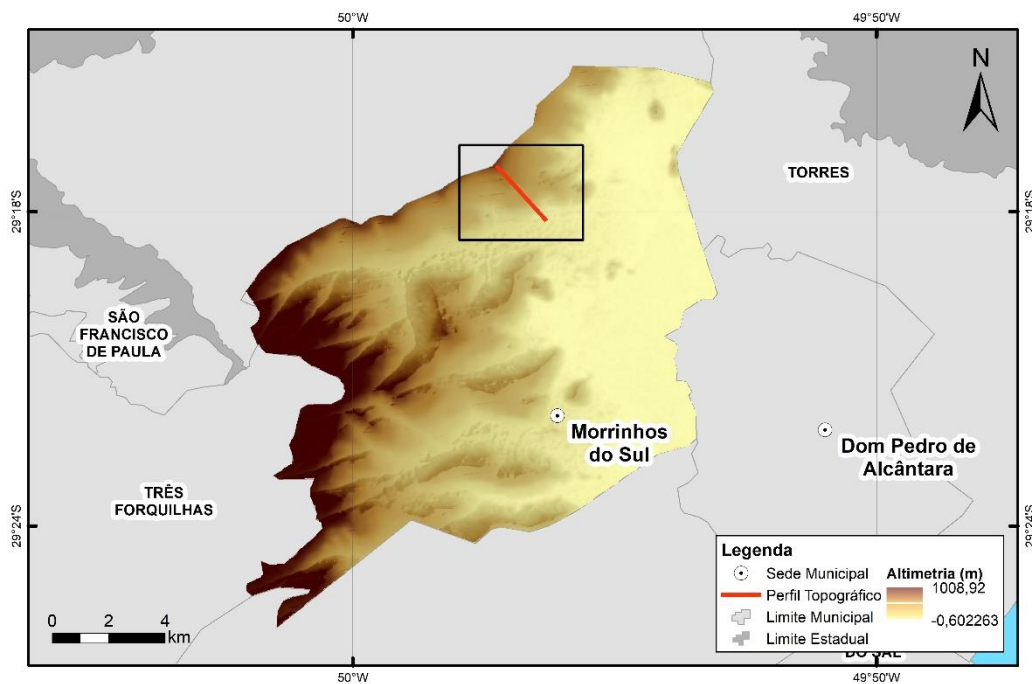 50°W
49°50'W
N
TORRES
29°18'S
29°18'S
SÃO
FRANCISCO
DE PAULA
Morrinhos
do Sul
Dom Pedro de
Alcântara
TRÊS
FORQUILHAS
29°24'S
29°24'S
Legenda
Sede Municipal
Perfil Topográfico
Limite Municipal
Limite Estadual
Altimetria (m)
1008,92
-0,602263
0 2 4
km
DO SAL
50°W
49°50'W